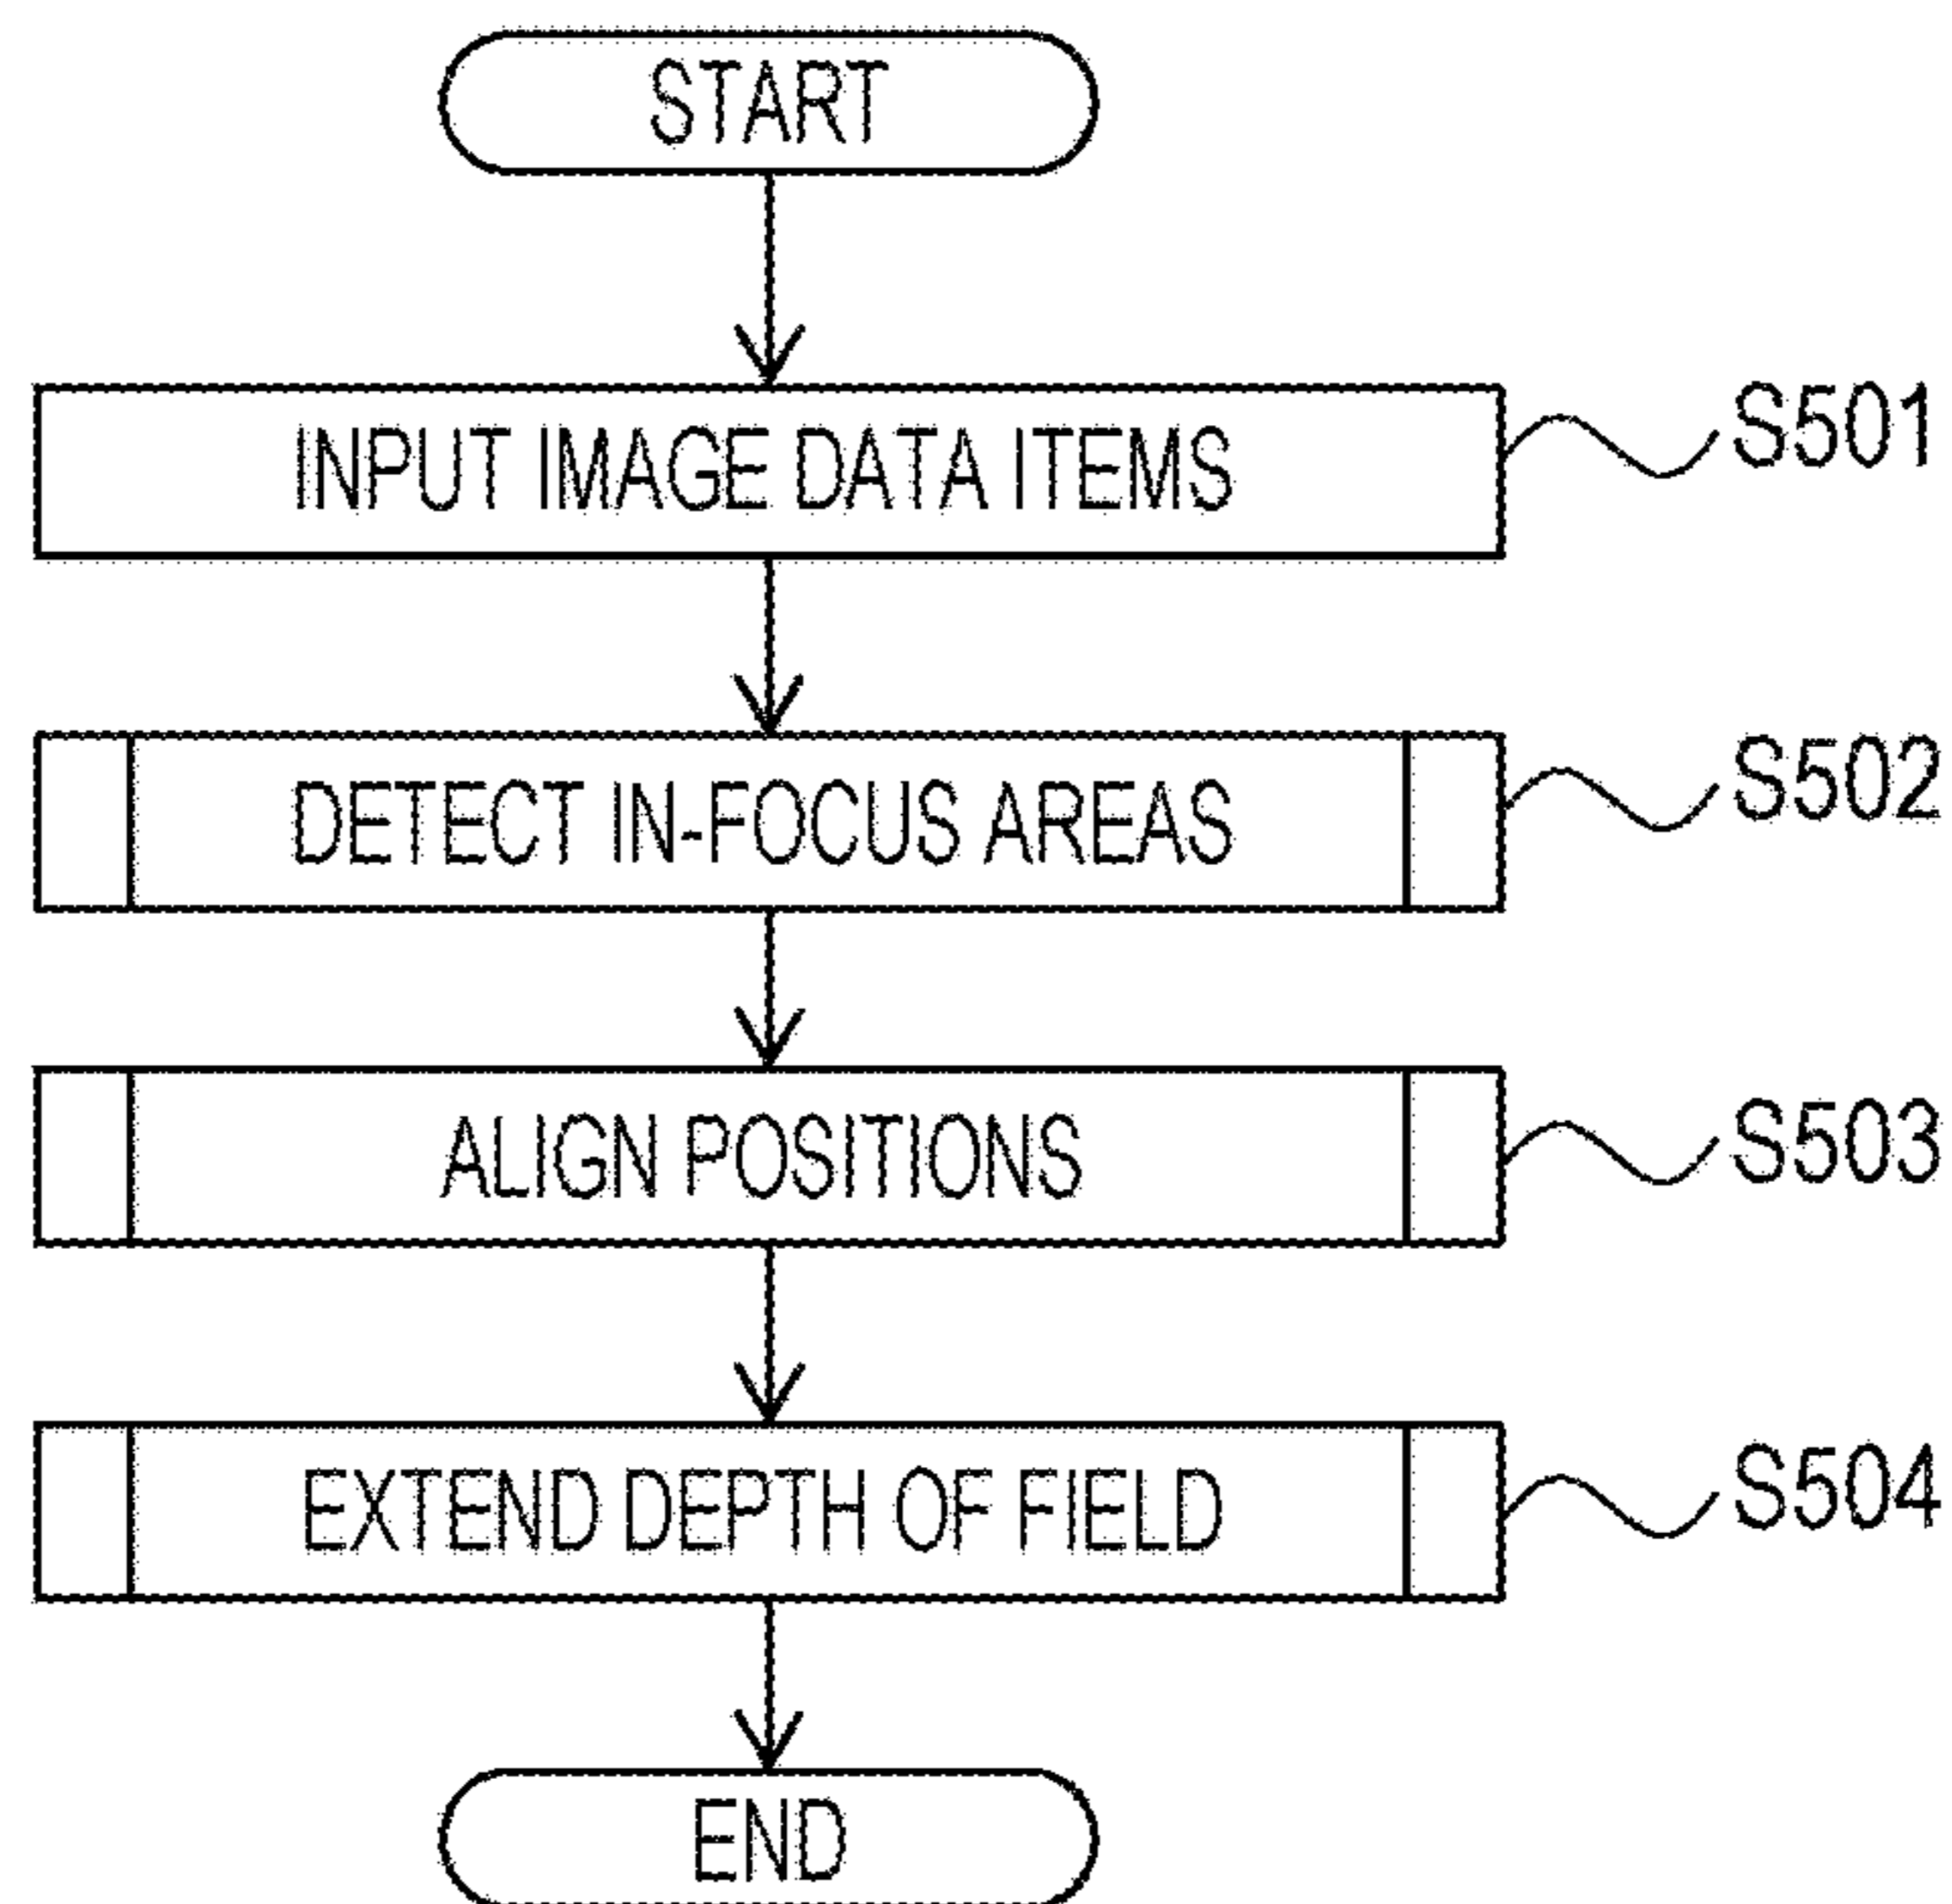 START
INPUT IMAGE DATA ITEMS
S501
DETECT IN-FOCUS AREAS
S502
ALIGN POSITIONS
S503
EXTEND DEPTH OF FIELD
S504
END